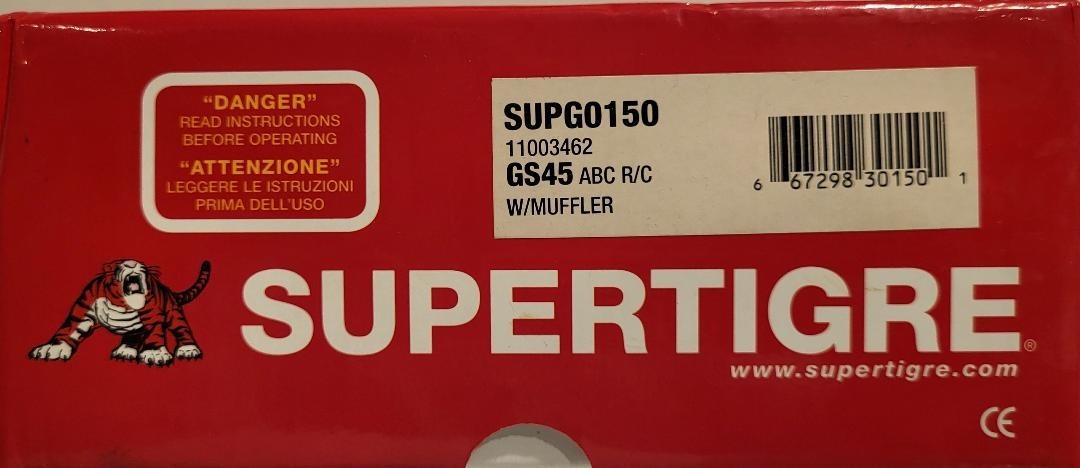 “DANGER”
READ INSTRUCTIONS
BEFORE OPERATING
“ATTENZIONE”
LEGGERE LE ISTRUZIONI
PRIMA DELL'USO
SUPG0150
11003462
GS45 ABC R/C
W/MUFFLER
6 67298 30150 1
SUPERTIGRE®
www.supertigre.com
CE